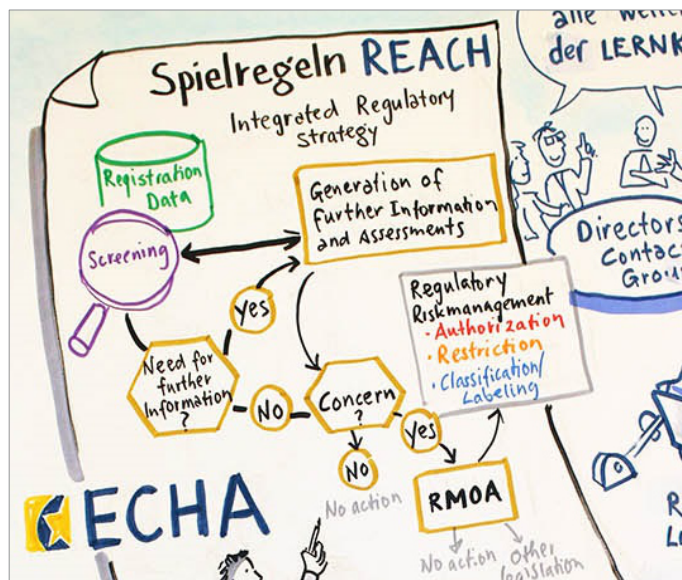 Spielregeln REACH
Integrated Regulatory
Strategy
Registration
Data
Screening
Generation of
further Information
and Assessments
Yes
Need for
further
Information
?
No
Concern
?
No
No action
Yes
RMOA
No action
Other
legislation
Regulatory
Riskmanagement
• Authorization
• Restriction
• Classification/
Labeling
ECHA
alle
der LERNK
Directors
Contac
Grou
R
L